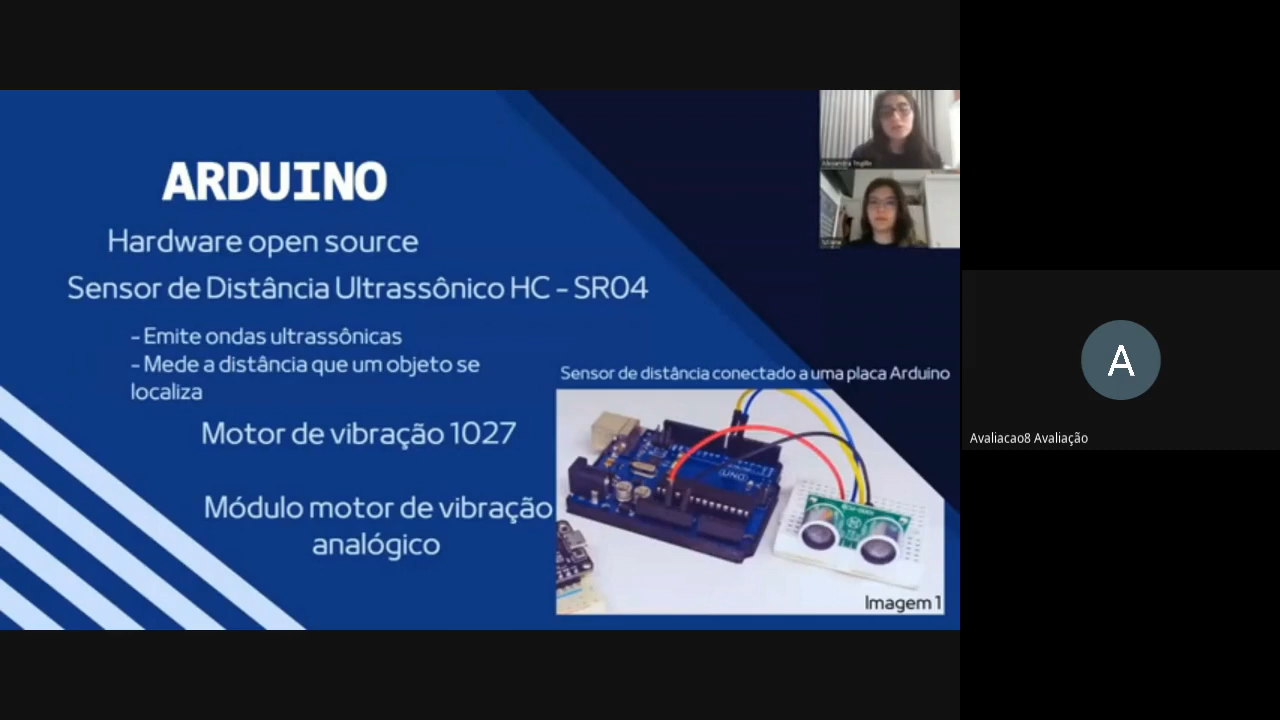 ARDUINO
Hardware open source
Sensor de Distância Ultrassônico HC - SR04
- Emite ondas ultrassônicas
- Mede a distância que um objeto se
localiza
Motor de vibração 1027
Módulo motor de vibração
analógico
Sensor de distância conectado a uma placa Arduino
UNO
Imagem 1
A
Avaliacao8 Avaliação